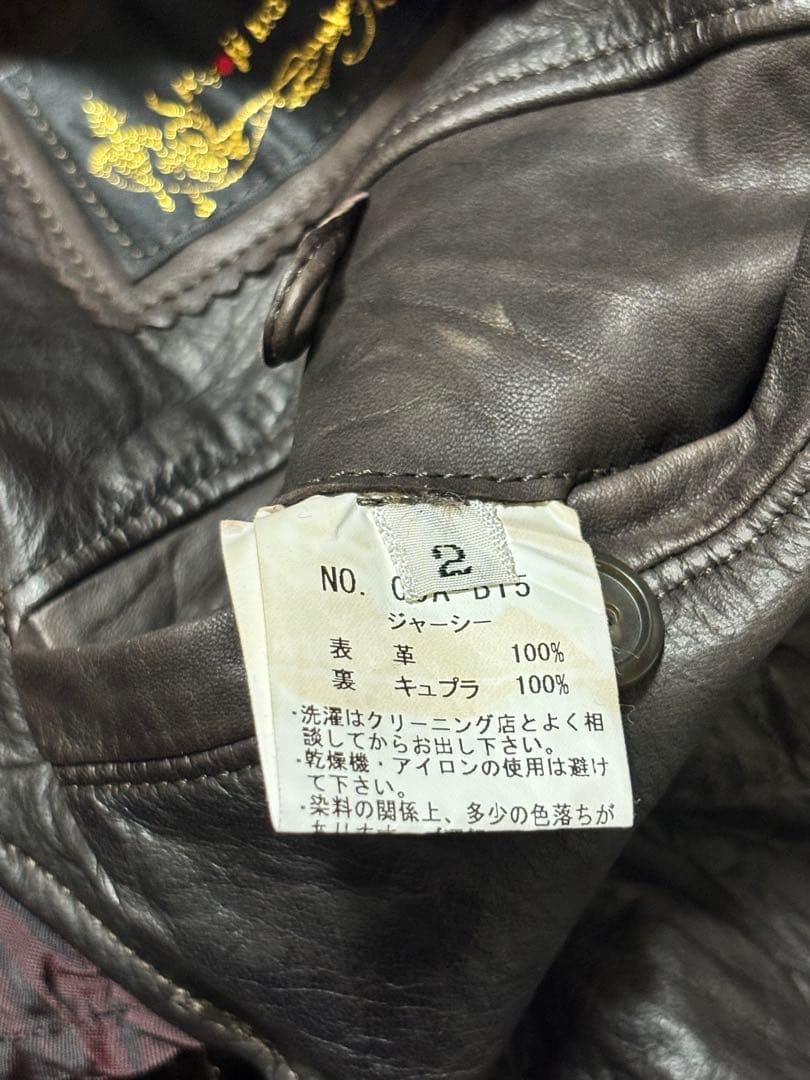 2
NO.
ジャーシー
表 革 100%
裏 キュプラ 100%
・洗濯はクリーニング店とよく相
談してからお出し下さい。
・乾燥機・アイロンの使用は避け
て下さい。
・染料の関係上、多少の色落ちが